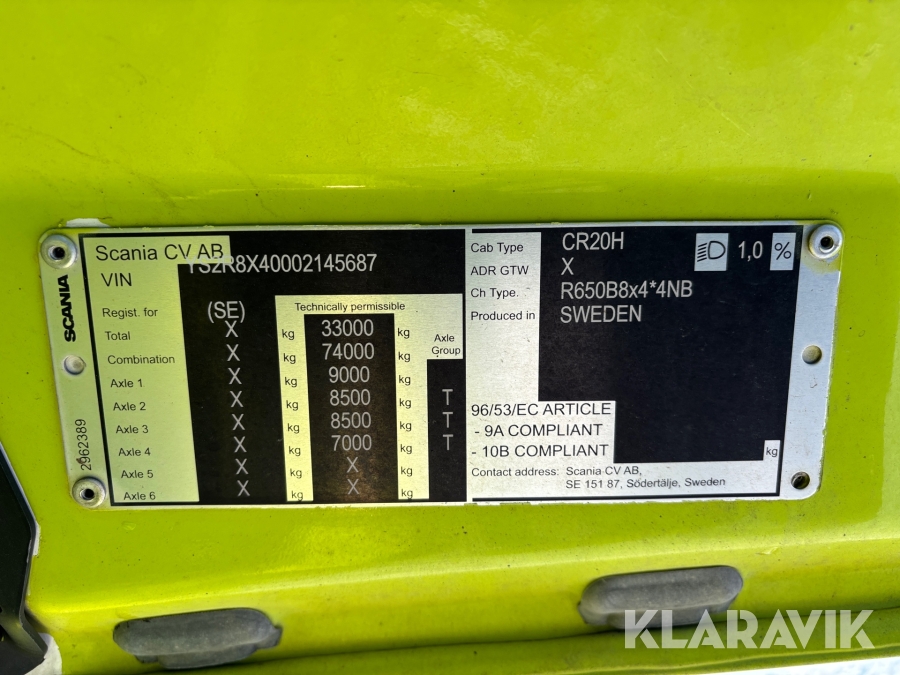 SCANIA
2962389
Scania CV AB
VIN YS2R8X40002145687
Regist. for (SE) Technically permissible
Total X kg 33000 kg Axle Group
Combination X kg 74000 kg
Axle 1 X kg 9000 kg
Axle 2 X kg 8500 kg T
Axle 3 X kg 8500 kg T
Axle 4 X kg 7000 kg T
Axle 5 X kg X kg
Axle 6 X kg X kg
Cab Type CR20H 1,0 %
ADR GTW X
Ch Type. R650B8x4*4NB
Produced in SWEDEN
96/53/EC ARTICLE
- 9A COMPLIANT
- 10B COMPLIANT kg
Contact address: Scania CV AB,
SE 151 87, Södertälje, Sweden
KLARAVIK